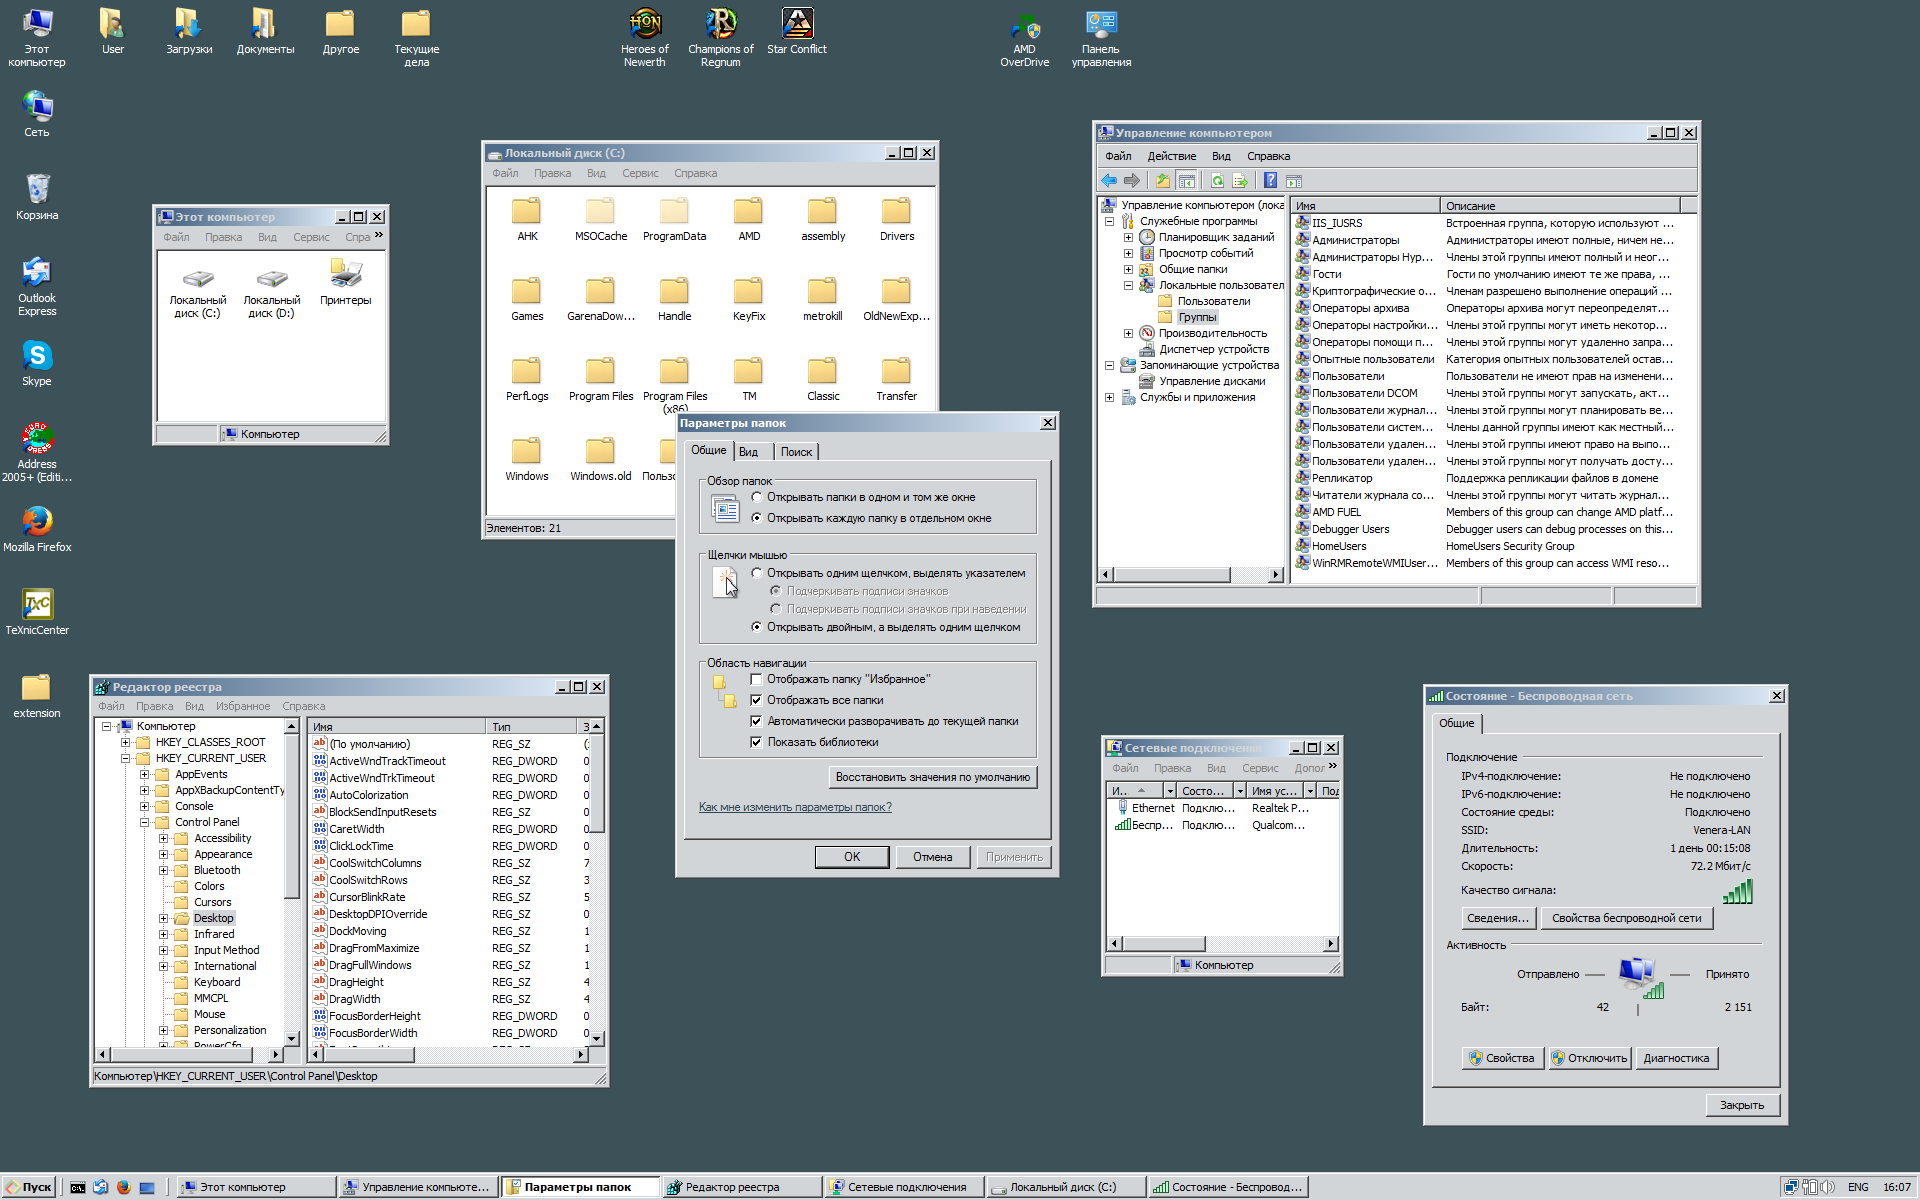 Этот компьютер
User
Загрузки
Документы
Другое
Текущие дела
Heroes of Newerth
Champions of Regnum
Star Conflict
AMD OverDrive
Панель управления
Сеть
Корзина
Outlook Express
Skype
Address 2005+ (Editi...
Mozilla Firefox
TeXnicCenter
extension
Этот компьютер
Файл Правка Вид Сервис Спра »
Локальный диск (C:)
Локальный диск (D:)
Принтеры
Компьютер
Локальный диск (C:)
Файл Правка Вид Сервис Справка
AHK MSOCache ProgramData AMD assembly Drivers
Games GarenaDow... Handle KeyFix metrokill OldNewExp...
PerfLogs Program Files Program Files (x86) TM Classic Transfer
Windows Windows.old
Элементов: 21
Параметры папок
Общие Вид Поиск
Обзор папок
Открывать папки в одном и том же окне
Открывать каждую папку в отдельном окне
Щелчки мышью
Открывать одним щелчком, выделять указателем
Подчеркивать подписи значков
Подчеркивать подписи значков при наведении
Открывать двойным, а выделять одним щелчком
Область навигации
Отображать папку "Избранное"
Отображать все папки
Автоматически разворачивать до текущей папки
Показать библиотеки
Восстановить значения по умолчанию
Как мне изменить параметры папок?
OK Отмена Применить
Управление компьютером
Файл Действие Вид Справка
Управление компьютером (лока
Служебные программы
Планировщик заданий
Просмотр событий
Общие папки
Локальные пользовател
Пользователи
Группы
Производительность
Диспетчер устройств
Запоминающие устройства
Управление дисками
Службы и приложения
Имя Описание
IIS_IUSRS Встроенная группа, которую используют ...
Администраторы Администраторы имеют полные, ничем не...
Администраторы Hyp... Члены этой группы имеют полный и неог...
Гости Гости по умолчанию имеют те же права, ...
Криптографические о... Членам разрешено выполнение операций ...
Операторы архива Операторы архива могут переопределят...
Операторы настройки... Члены этой группы могут иметь некотор...
Операторы помощи п... Члены этой группы могут удаленно запра...
Опытные пользователи Категория опытных пользователей остав...
Пользователи Пользователи не имеют прав на изменени...
Пользователи DCOM Члены этой группы могут запускать, акт...
Пользователи журнал... Члены этой группы могут планировать ве...
Пользователи систем... Члены данной группы имеют как местный...
Пользователи удален... Члены этой группы имеют право на выпо...
Пользователи удален... Члены этой группы могут получать досту...
Репликатор Поддержка репликации файлов в домене
Читатели журнала со... Члены этой группы могут читать журнал...
AMD FUEL Members of this group can change AMD platf...
Debugger Users Debugger users can debug processes on this...
HomeUsers HomeUsers Security Group
WinRMRemoteWMIUser... Members of this group can access WMI reso...
Редактор реестра
Файл Правка Вид Избранное Справка
Компьютер
HKEY_CLASSES_ROOT
HKEY_CURRENT_USER
AppEvents
AppXBackupContentTy
Console
Control Panel
Accessibility
Appearance
Bluetooth
Colors
Cursors
Desktop
Infrared
Input Method
International
Keyboard
MMCPL
Mouse
Personalization
PowerCfg
Имя Тип З
(По умолчанию) REG_SZ (:
ActiveWndTrackTimeout REG_DWORD 0
ActiveWndTrkTimeout REG_DWORD 0
AutoColorization REG_DWORD 0
BlockSendInputResets REG_SZ 0
CaretWidth REG_DWORD 0
ClickLockTime REG_DWORD 0
CoolSwitchColumns REG_SZ 7
CoolSwitchRows REG_SZ 3
CursorBlinkRate REG_SZ 5
DesktopDPIOverride REG_SZ 0
DockMoving REG_SZ 1
DragFromMaximize REG_SZ 1
DragFullWindows REG_SZ 1
DragHeight REG_SZ 4
DragWidth REG_SZ 4
FocusBorderHeight REG_DWORD 0
FocusBorderWidth REG_DWORD 0
Компьютер\HKEY_CURRENT_USER\Control Panel\Desktop
Сетевые подключения
Файл Правка Вид Сервис Допол »
И... Состо... Имя ус... Под
Ethernet Подклю... Realtek P...
Беспр... Подклю... Qualcom...
Компьютер
Состояние - Беспроводная сеть
Общие
Подключение
IPv4-подключение: Не подключено
IPv6-подключение: Не подключено
Состояние среды: Подключено
SSID: Venera-LAN
Длительность: 1 день 00:15:08
Скорость: 72.2 Мбит/с
Качество сигнала:
Сведения... Свойства беспроводной сети
Активность
Отправлено Принято
Байт: 42 2 151
Свойства Отключить Диагностика
Закрыть
Пуск Этот компьютер Управление компьюте... Параметры папок Редактор реестра Сетевые подключения Локальный диск (C:) Состояние - Беспровод... ENG 16:07